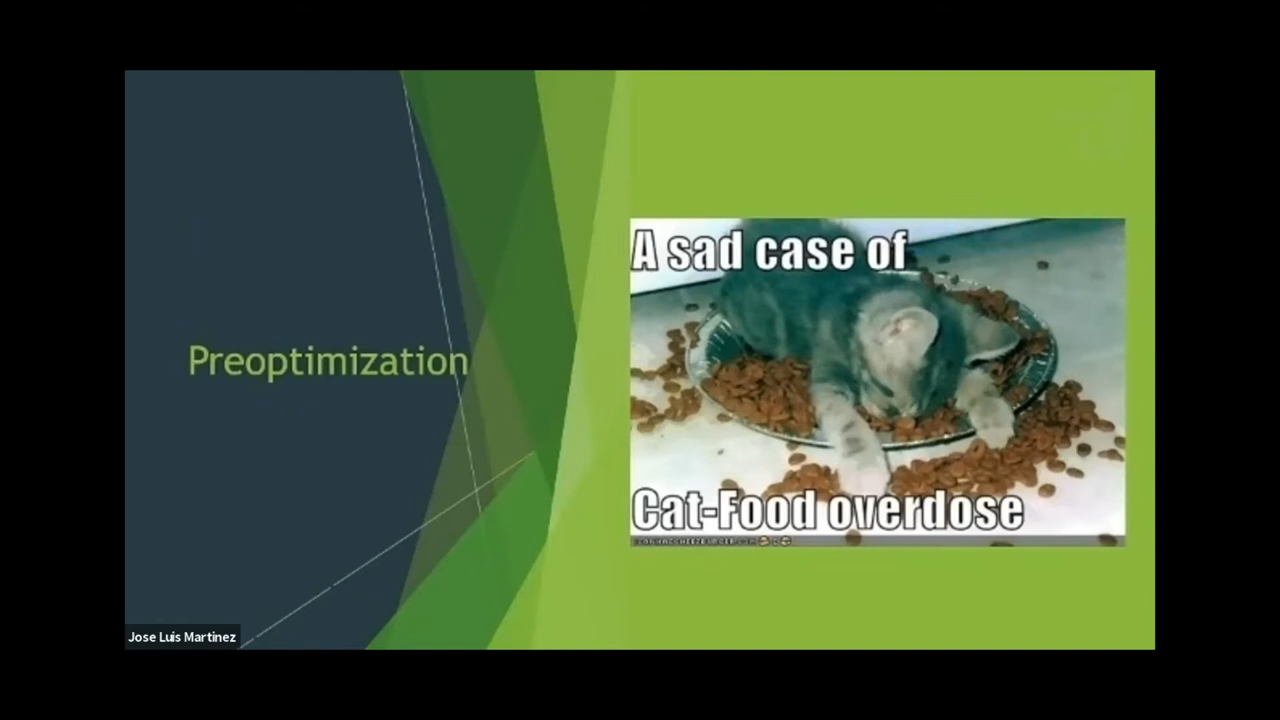 Preoptimization
A sad case of
Cat-Food overdose
Jose Luis Martinez